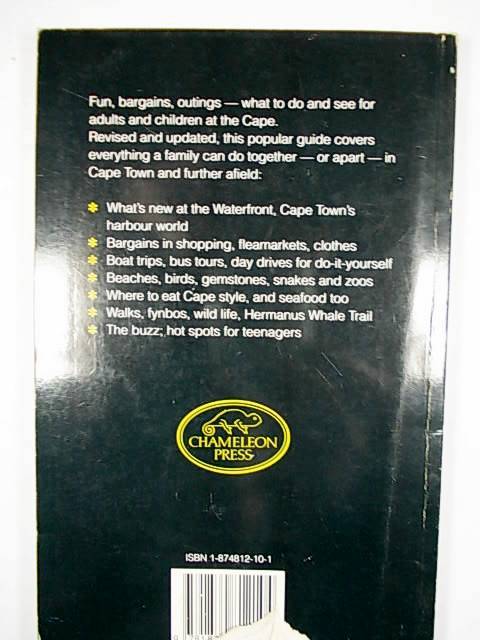 Fun, bargains, outings — what to do and see for
adults and children at the Cape.
Revised and updated, this popular guide covers
everything a family can do together — or apart — in
Cape Town and further afield:
✽ What's new at the Waterfront, Cape Town's
harbour world
✽ Bargains in shopping, fleamarkets, clothes
✽ Boat trips, bus tours, day drives for do-it-yourself
✽ Beaches, birds, gemstones, snakes and zoos
✽ Where to eat Cape style, and seafood too
✽ Walks, fynbos, wild life, Hermanus Whale Trail
✽ The buzz; hot spots for teenagers
CHAMELEON
PRESS
ISBN 1-874812-10-1